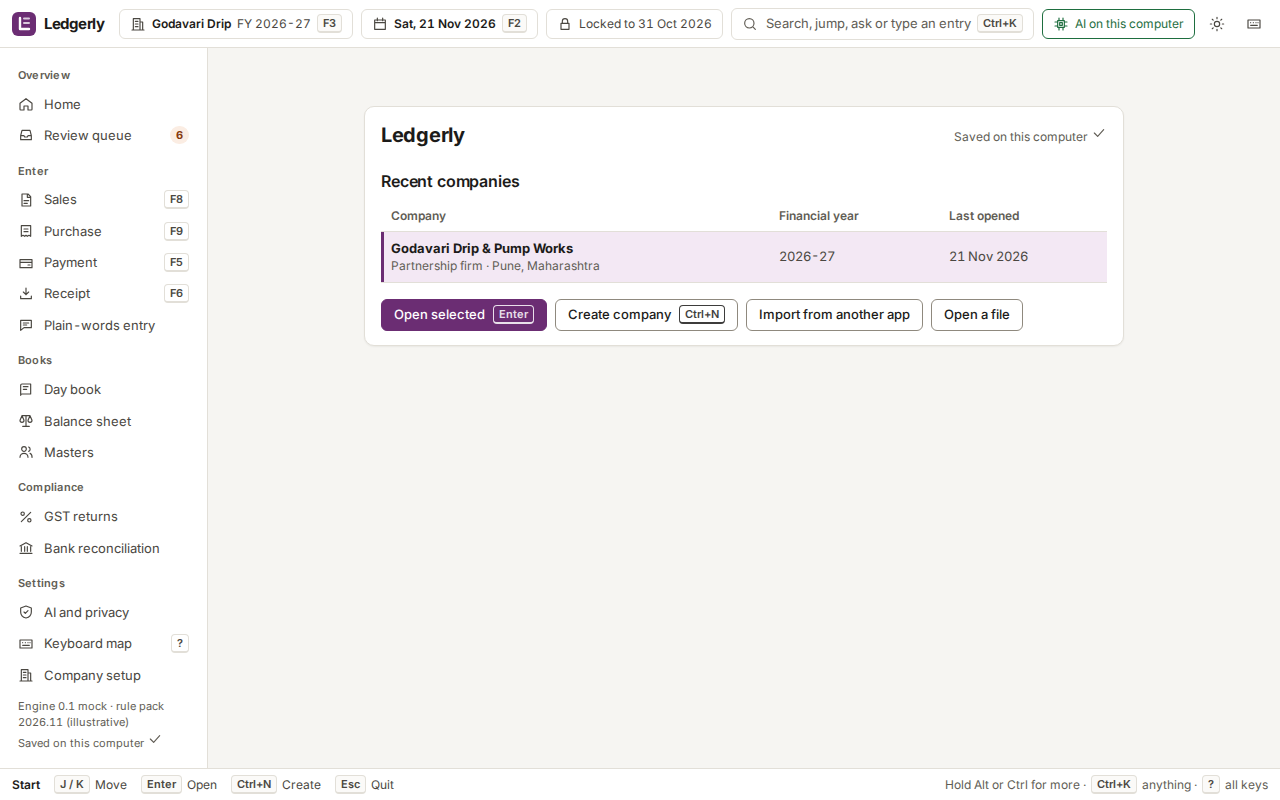 Ledgerly
Godavari Drip FY 2026-27 F3
Sat, 21 Nov 2026 F2
Locked to 31 Oct 2026
Search, jump, ask or type an entry Ctrl+K
AI on this computer
Overview
Home
Review queue 6
Enter
Sales F8
Purchase F9
Payment F5
Receipt F6
Plain-words entry
Books
Day book
Balance sheet
Masters
Compliance
GST returns
Bank reconciliation
Settings
AI and privacy
Keyboard map ?
Company setup
Engine 0.1 mock · rule pack
2026.11 (illustrative)
Saved on this computer
Ledgerly
Saved on this computer
Recent companies
Company Financial year Last opened
Godavari Drip & Pump Works
Partnership firm · Pune, Maharashtra
2026-27
21 Nov 2026
Open selected Enter
Create company Ctrl+N
Import from another app
Open a file
Start J / K Move Enter Open Ctrl+N Create Esc Quit
Hold Alt or Ctrl for more · Ctrl+K anything · ? all keys